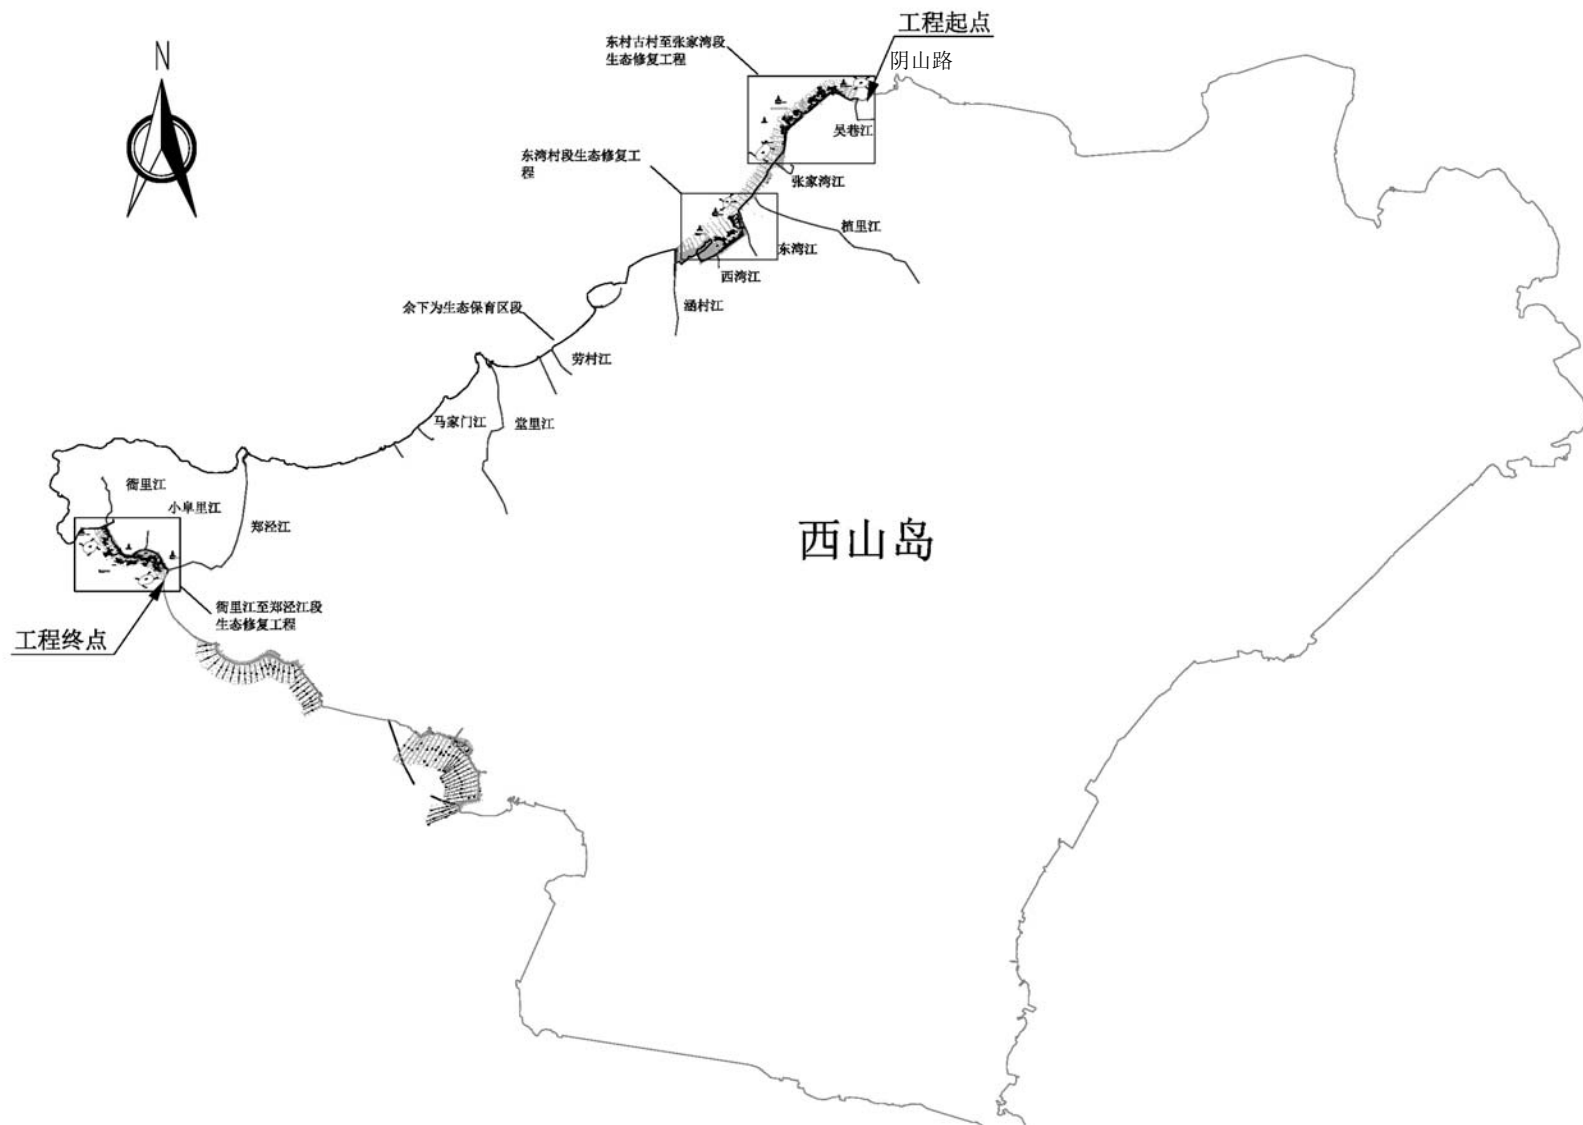 N
工程起点
阴山路
东村古村至张家湾段
生态修复工程
吴巷江
东湾村段生态修复工
程
张家湾江
植里江
东湾江
西湾江
涵村江
余下为生态保育区段
劳村江
马家门江
堂里江
衙里江
小阜里江
郑泾江
西山岛
衙里江至郑泾江段
生态修复工程
工程终点